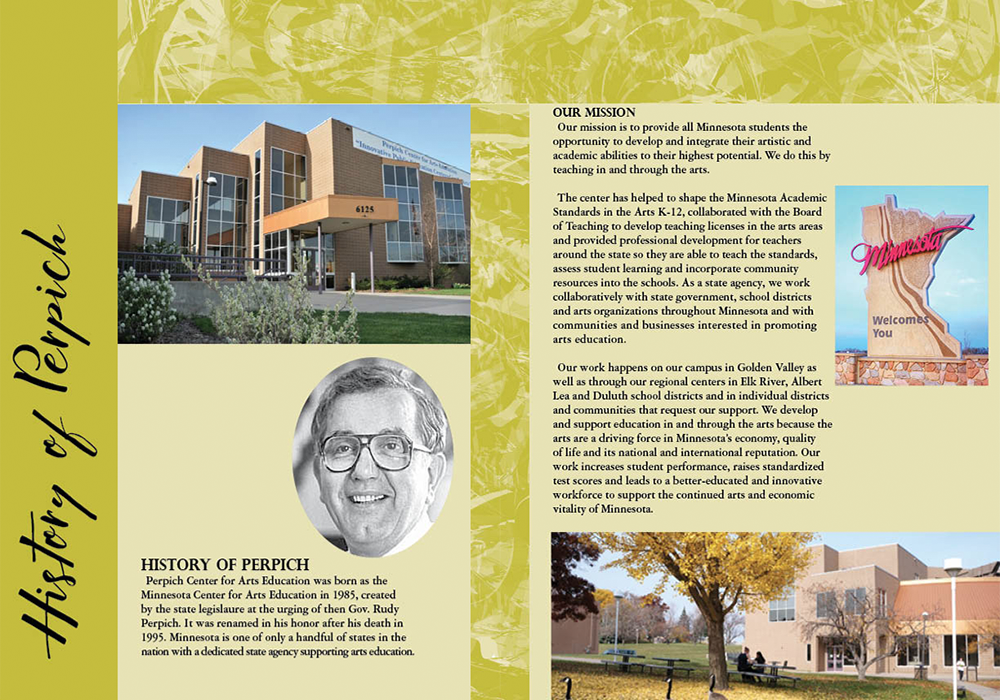 History of Perpich
Perpich Center for Arts Education
"Innovative Public
6125
HISTORY OF PERPICH
Perpich Center for Arts Education was born as the
Minnesota Center for Arts Education in 1985, created
by the state legislaure at the urging of then Gov. Rudy
Perpich. It was renamed in his honor after his death in
1995. Minnesota is one of only a handful of states in the
nation with a dedicated state agency supporting arts education.
OUR MISSION
Our mission is to provide all Minnesota students the
opportunity to develop and integrate their artistic and
academic abilities to their highest potential. We do this by
teaching in and through the arts.
The center has helped to shape the Minnesota Academic
Standards in the Arts K-12, collaborated with the Board
of Teaching to develop teaching licenses in the arts areas
and provided professional development for teachers
around the state so they are able to teach the standards,
assess student learning and incorporate community
resources into the schools. As a state agency, we work
collaboratively with state government, school districts
and arts organizations throughout Minnesota and with
communities and businesses interested in promoting
arts education.
Our work happens on our campus in Golden Valley as
well as through our regional centers in Elk River, Albert
Lea and Duluth school districts and in individual districts
and communities that request our support. We develop
and support education in and through the arts because the
arts are a driving force in Minnesota's economy, quality
of life and its national and international reputation. Our
work increases student performance, raises standardized
test scores and leads to a better-educated and innovative
workforce to support the continued arts and economic
vitality of Minnesota.
Minnesota
Welcomes
You